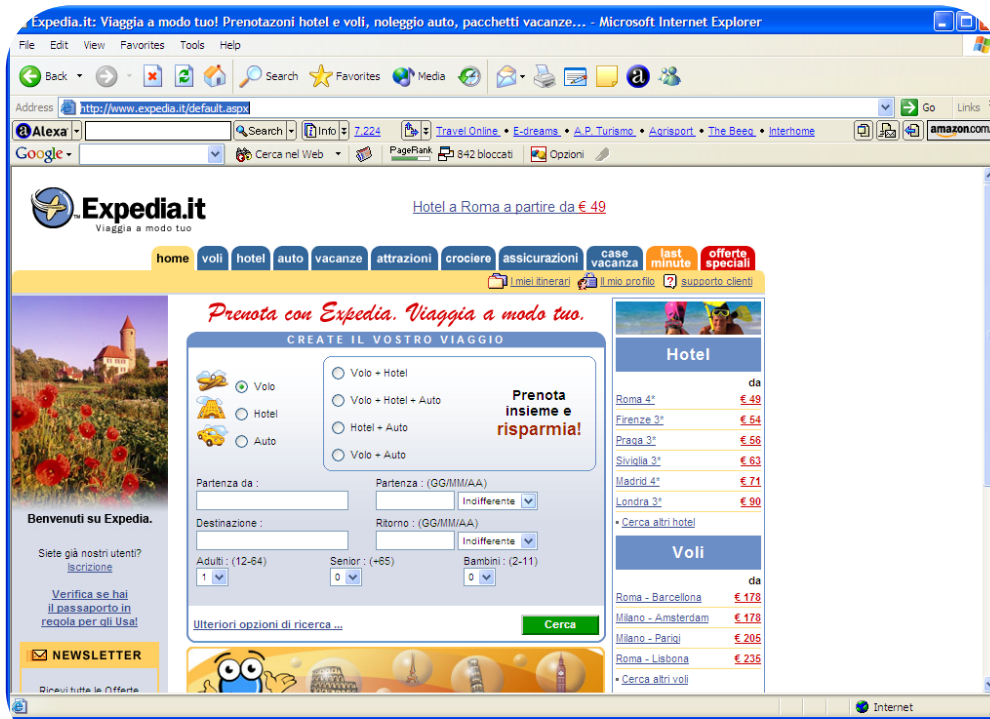 Expedia.it: Viaggia a modo tuo! Prenotazoni hotel e voli, noleggio auto, pacchetti vacanze... - Microsoft Internet Explorer
File Edit View Favorites Tools Help
Back Search Favorites Media
Address http://www.expedia.it/default.aspx Go Links
Alexa Search Info 7,224 Travel Online • E-dreams • A.P. Turismo • Agrisport • The Beeg • Interhome amazon.com
Google Cerca nel Web PageRank 842 bloccati Opzioni
Expedia.it
Viaggia a modo tuo
Hotel a Roma a partire da € 49
home voli hotel auto vacanze attrazioni crociere assicurazioni case vacanza last minute offerte speciali
I miei itinerari Il mio profilo supporto clienti
Prenota con Expedia. Viaggia a modo tuo.
CREATE IL VOSTRO VIAGGIO
Volo
Hotel
Auto
Volo + Hotel
Volo + Hotel + Auto
Hotel + Auto
Volo + Auto
Prenota
insieme e
risparmia!
Partenza da : Partenza : (GG/MM/AA)
Indifferente
Destinazione : Ritorno : (GG/MM/AA)
Indifferente
Adulti : (12-64) Senior : (+65) Bambini : (2-11)
1 0 0
Ulteriori opzioni di ricerca ... Cerca
Benvenuti su Expedia.
Siete già nostri utenti?
Iscrizione
Verifica se hai
il passaporto in
regola per gli Usa!
NEWSLETTER
Ricevi tutte le Offerte
Hotel
da
Roma 4* € 49
Firenze 3* € 54
Praga 3* € 56
Siviglia 3* € 63
Madrid 4* € 71
Londra 3* € 90
• Cerca altri hotel
Voli
da
Roma - Barcellona € 178
Milano - Amsterdam € 178
Milano - Parigi € 205
Roma - Lisbona € 235
• Cerca altri voli
Internet